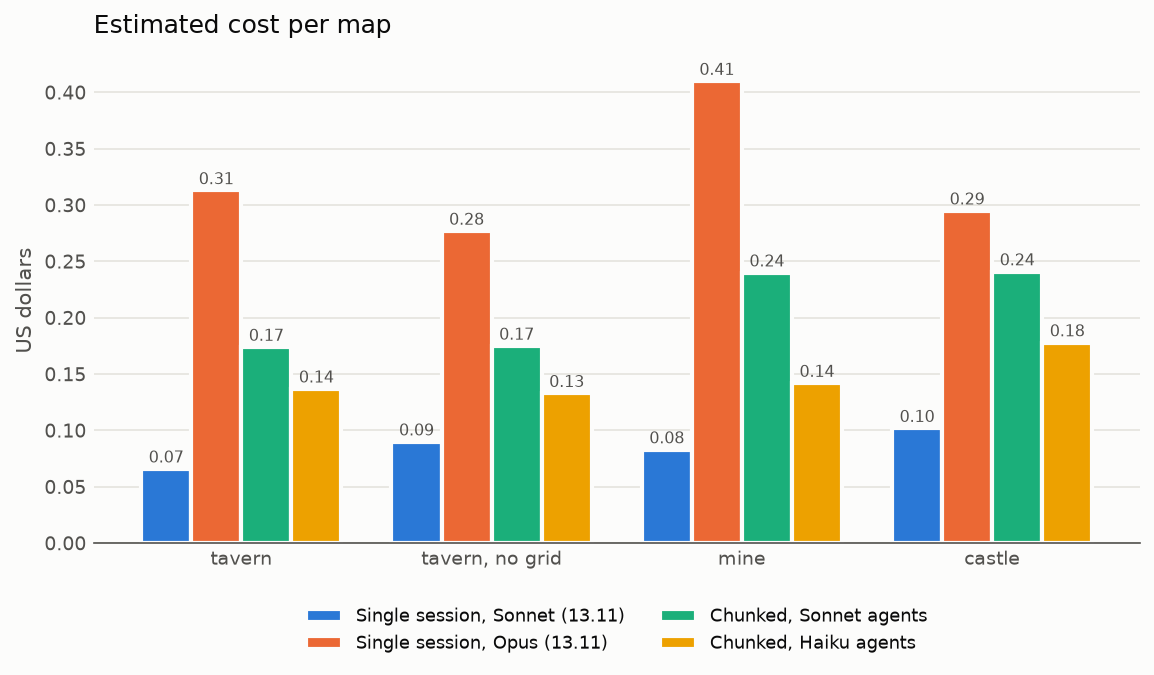 Estimated cost per map
US dollars
0.40
0.35
0.30
0.25
0.20
0.15
0.10
0.05
0.00
0.07
0.31
0.17
0.14
0.09
0.28
0.17
0.13
0.08
0.41
0.24
0.14
0.10
0.29
0.24
0.18
tavern
tavern, no grid
mine
castle
Single session, Sonnet (13.11)
Single session, Opus (13.11)
Chunked, Sonnet agents
Chunked, Haiku agents